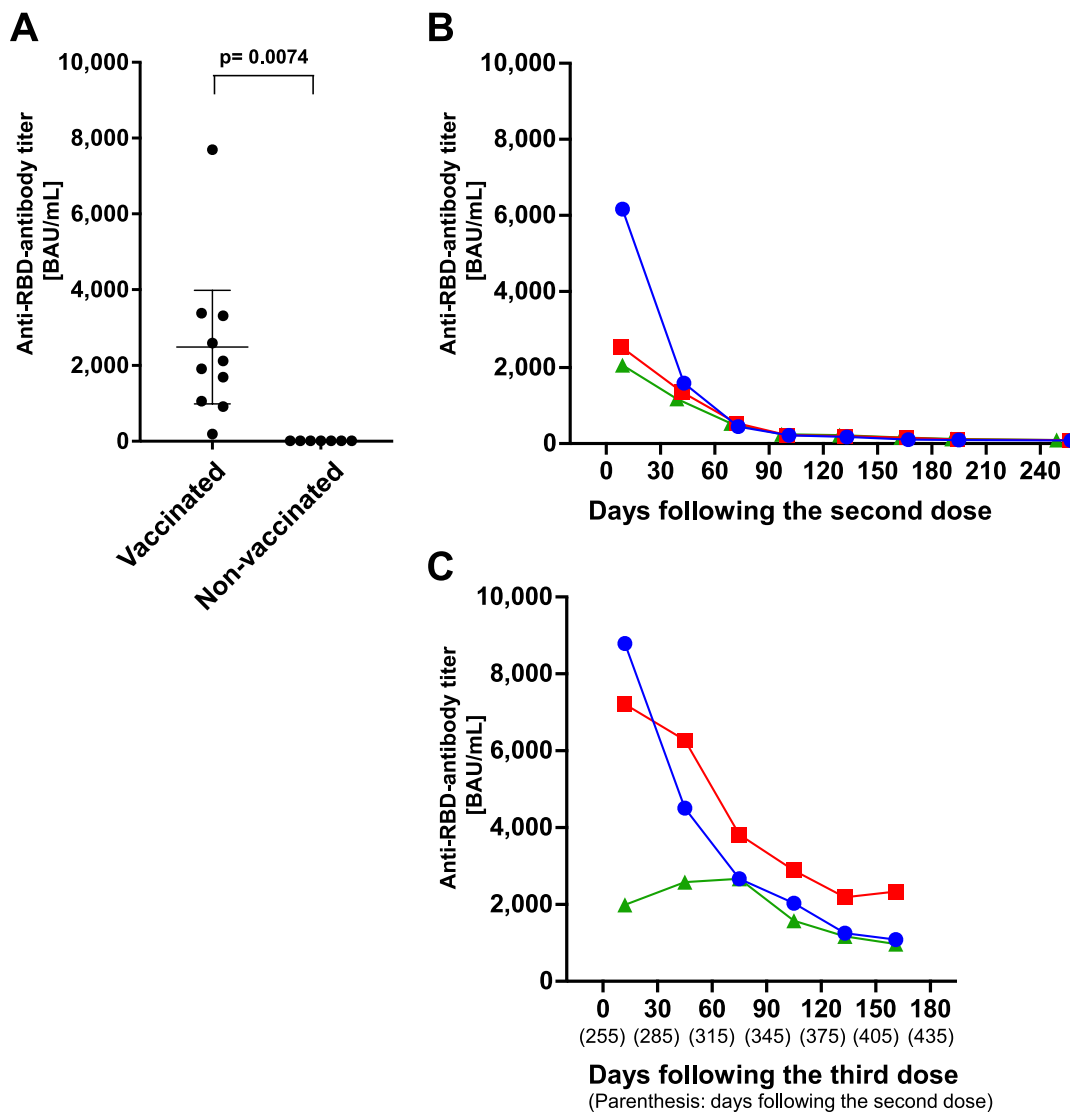 A
p= 0.0074
10,000
8,000
6,000
4,000
2,000
0
Anti-RBD-antibody titer
[BAU/mL]
Vaccinated
Non-vaccinated
B
10,000
8,000
6,000
4,000
2,000
0
Anti-RBD-antibody titer
[BAU/mL]
0 30 60 90 120 150 180 210 240
Days following the second dose
C
10,000
8,000
6,000
4,000
2,000
0
Anti-RBD-antibody titer
[BAU/mL]
0 30 60 90 120 150 180
(255) (285) (315) (345) (375) (405) (435)
Days following the third dose
(Parenthesis: days following the second dose)